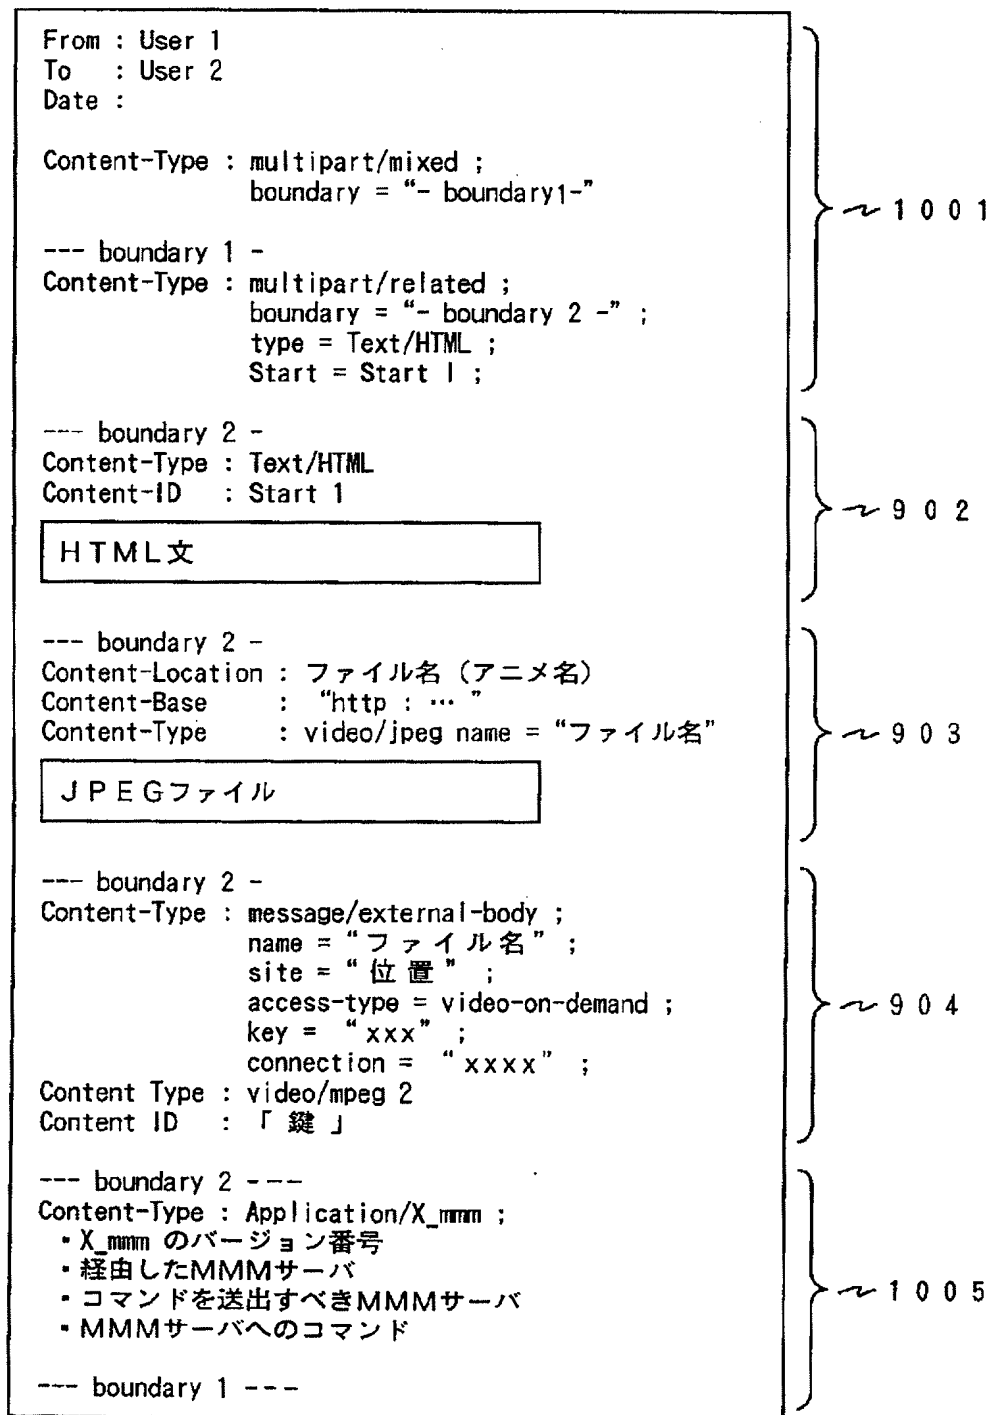 From : User 1
To : User 2
Date :
Content-Type : multipart/mixed ;
boundary = “- boundary1-”
--- boundary 1 -
Content-Type : multipart/related ;
boundary = “- boundary 2 -” ;
type = Text/HTML ;
Start = Start l ;
～1001
--- boundary 2 -
Content-Type : Text/HTML
Content-ID : Start 1
HTML文
～902
--- boundary 2 -
Content-Location : ファイル名 (アニメ名)
Content-Base : “http : … ”
Content-Type : video/jpeg name = “ファイル名”
JPEGファイル
～903
--- boundary 2 -
Content-Type : message/external-body ;
name = “ファイル名” ;
site = “位置” ;
access-type = video-on-demand ;
key = “xxx” ;
connection = “xxxx” ;
Content Type : video/mpeg 2
Content ID : 「鍵」
～904
--- boundary 2 ---
Content-Type : Application/X_mmm ;
・X_mmm のバージョン番号
・経由したMMMサーバ
・コマンドを送出すべきMMMサーバ
・MMMサーバへのコマンド
--- boundary 1 ---
～1005